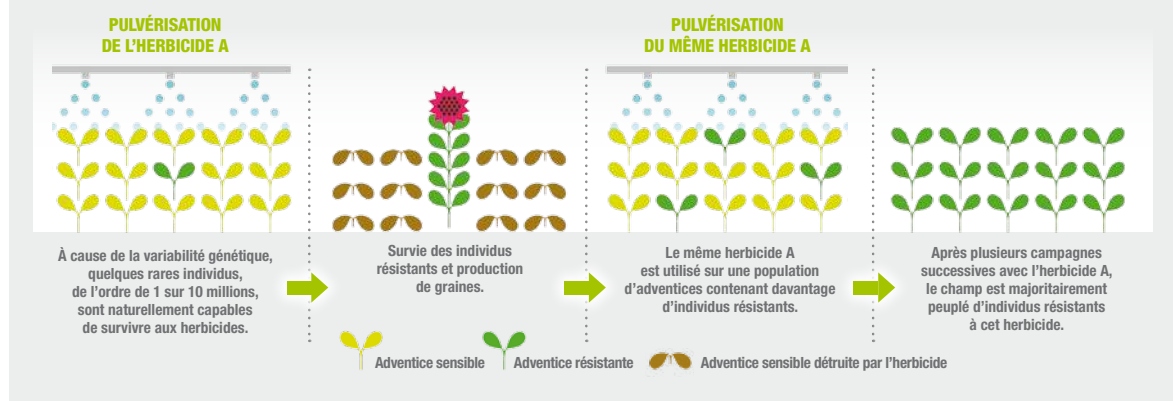 PULVÉRISATION
DE L'HERBICIDE A
PULVÉRISATION
DU MÊME HERBICIDE A
À cause de la variabilité génétique,
quelques rares individus,
de l'ordre de 1 sur 10 millions,
sont naturellement capables
de survivre aux herbicides.
Survie des individus
résistants et production
de graines.
Le même herbicide A
est utilisé sur une population
d'adventices contenant davantage
d'individus résistants.
Après plusieurs campagnes
successives avec l'herbicide A,
le champ est majoritairement
peuplé d'individus résistants
à cet herbicide.
Adventice sensible
Adventice résistante
Adventice sensible détruite par l'herbicide